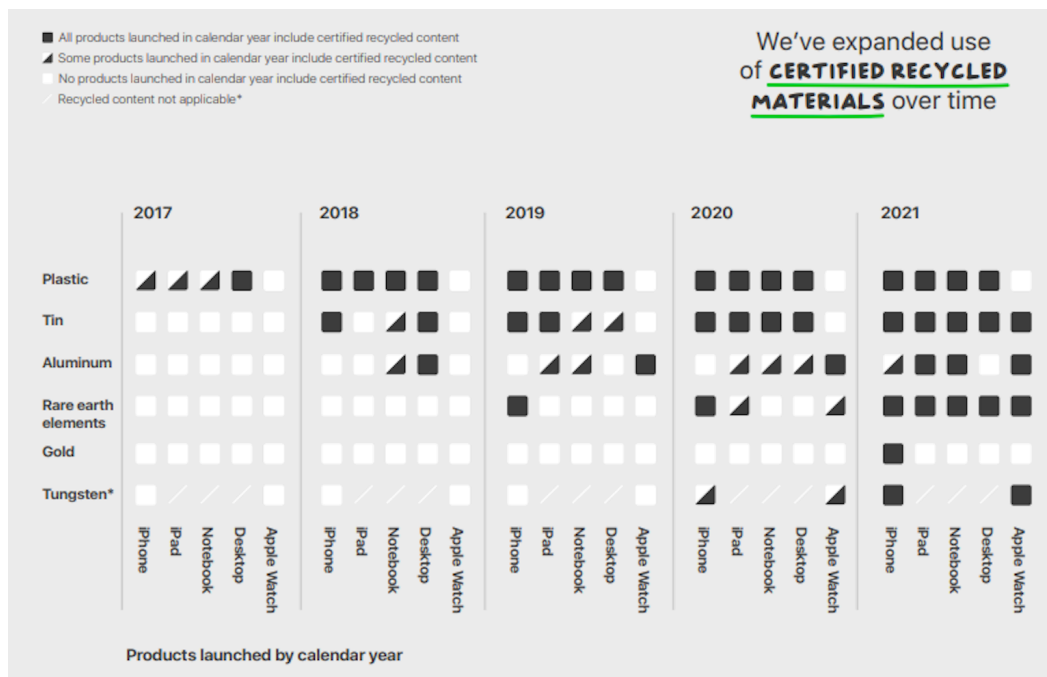 All products launched in calendar year include certified recycled content
Some products launched in calendar year include certified recycled content
No products launched in calendar year include certified recycled content
Recycled content not applicable*
We’ve expanded use
of CERTIFIED RECYCLED
MATERIALS over time
2017
2018
2019
2020
2021
Plastic
Tin
Aluminum
Rare earth
elements
Gold
Tungsten*
iPhone
iPad
Notebook
Desktop
Apple Watch
iPhone
iPad
Notebook
Desktop
Apple Watch
iPhone
iPad
Notebook
Desktop
Apple Watch
iPhone
iPad
Notebook
Desktop
Apple Watch
iPhone
iPad
Notebook
Desktop
Apple Watch
Products launched by calendar year